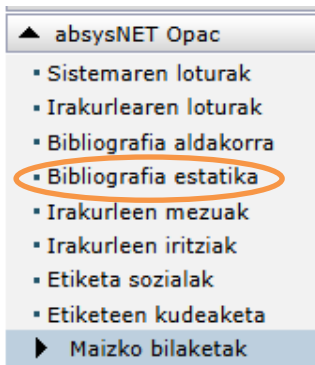 absysNET Opac
Sistemaren loturak
Irakurlearen loturak
Bibliografia aldakorra
Bibliografia estatika
Irakurleen mezuak
Irakurleen iritziak
Etiketa sozialak
Etiketeen kudeaketa
Maizko bilaketak